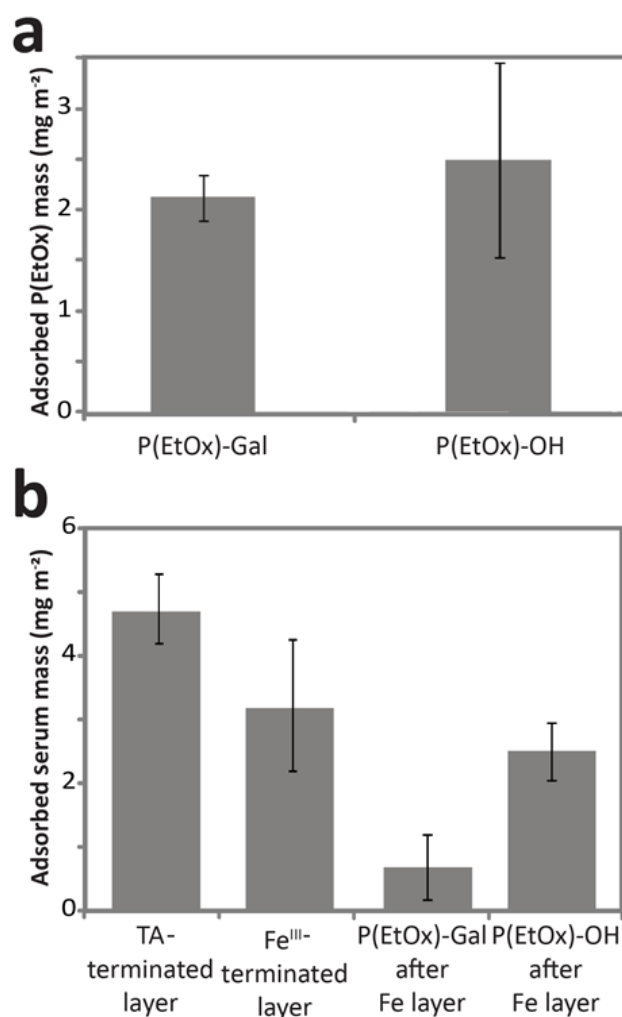 a
Adsorbed P(EtOx) mass (mg m⁻²)
3
2
1
0
P(EtOx)-Gal P(EtOx)-OH
b
Adsorbed serum mass (mg m⁻²)
6
4
2
0
TA- Feᴵᴵᴵ- P(EtOx)-Gal P(EtOx)-OH
terminated terminated after after
layer layer Fe layer Fe layer